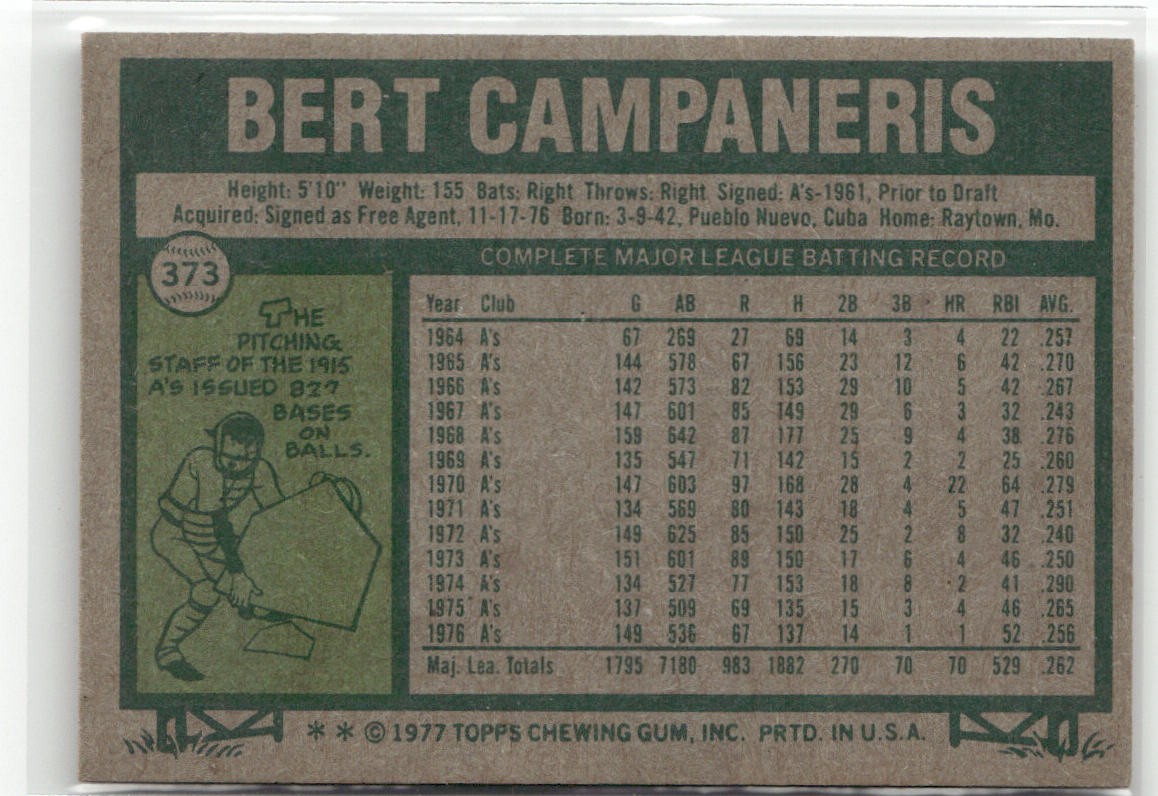 BERT CAMPANERIS
Height: 5'10" Weight: 155 Bats: Right Throws: Right Signed: A's-1961, Prior to Draft
Acquired: Signed as Free Agent, 11-17-76 Born: 3-9-42, Pueblo Nuevo, Cuba Home: Raytown, Mo.
373
THE
PITCHING
STAFF OF THE 1915
A'S ISSUED 827
BASES
ON
BALLS.
COMPLETE MAJOR LEAGUE BATTING RECORD
Year Club G AB R H 2B 3B HR RBI AVG.
1964 A's 67 269 27 69 14 3 4 22 .257
1965 A's 144 578 67 156 23 12 6 42 .270
1966 A's 142 573 82 153 29 10 5 42 .267
1967 A's 147 601 85 149 29 6 3 32 .243
1968 A's 159 642 87 177 25 9 4 38 .276
1969 A's 135 547 71 142 15 2 2 25 .260
1970 A's 147 603 97 168 28 4 22 64 .279
1971 A's 134 569 80 143 18 4 5 47 .251
1972 A's 149 625 85 150 25 2 8 32 .240
1973 A's 151 601 89 150 17 6 4 46 .250
1974 A's 134 527 77 153 18 8 2 41 .290
1975 A's 137 509 69 135 15 3 4 46 .265
1976 A's 149 536 67 137 14 1 1 52 .256
Maj. Lea. Totals 1795 7180 983 1882 270 70 70 529 .262
* * © 1977 TOPPS CHEWING GUM, INC. PRTD. IN U.S.A.